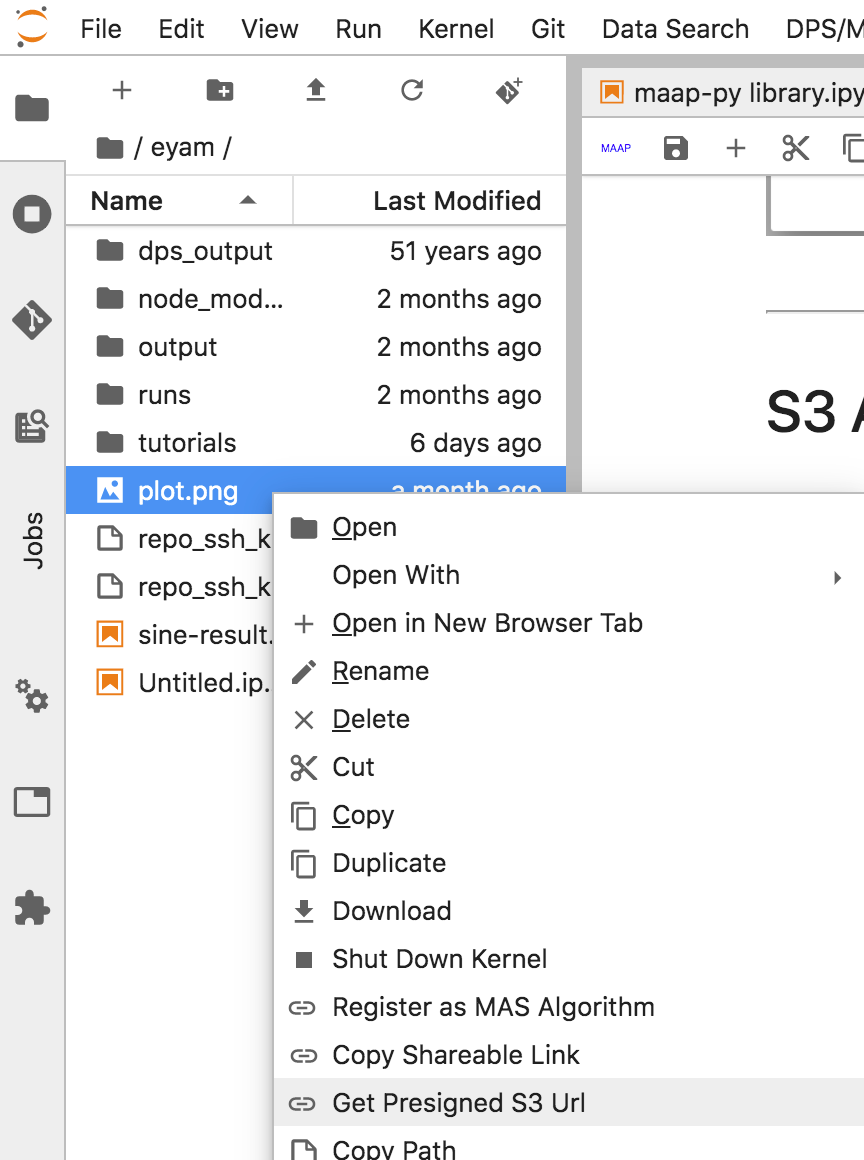 File Edit View Run Kernel Git Data Search DPS/M
maap-py library.ipy
/ eyam /
MAAP
Name Last Modified
dps_output 51 years ago
node_mod... 2 months ago
output 2 months ago
runs 2 months ago
S3 A
tutorials 6 days ago
plot.png a month ago
Jobs
repo_ssh_k
repo_ssh_k
sine-result.
Untitled.ip.
Open
Open With
Open in New Browser Tab
Rename
Delete
Cut
Copy
Duplicate
Download
Shut Down Kernel
Register as MAS Algorithm
Copy Shareable Link
Get Presigned S3 Url
Copy Path